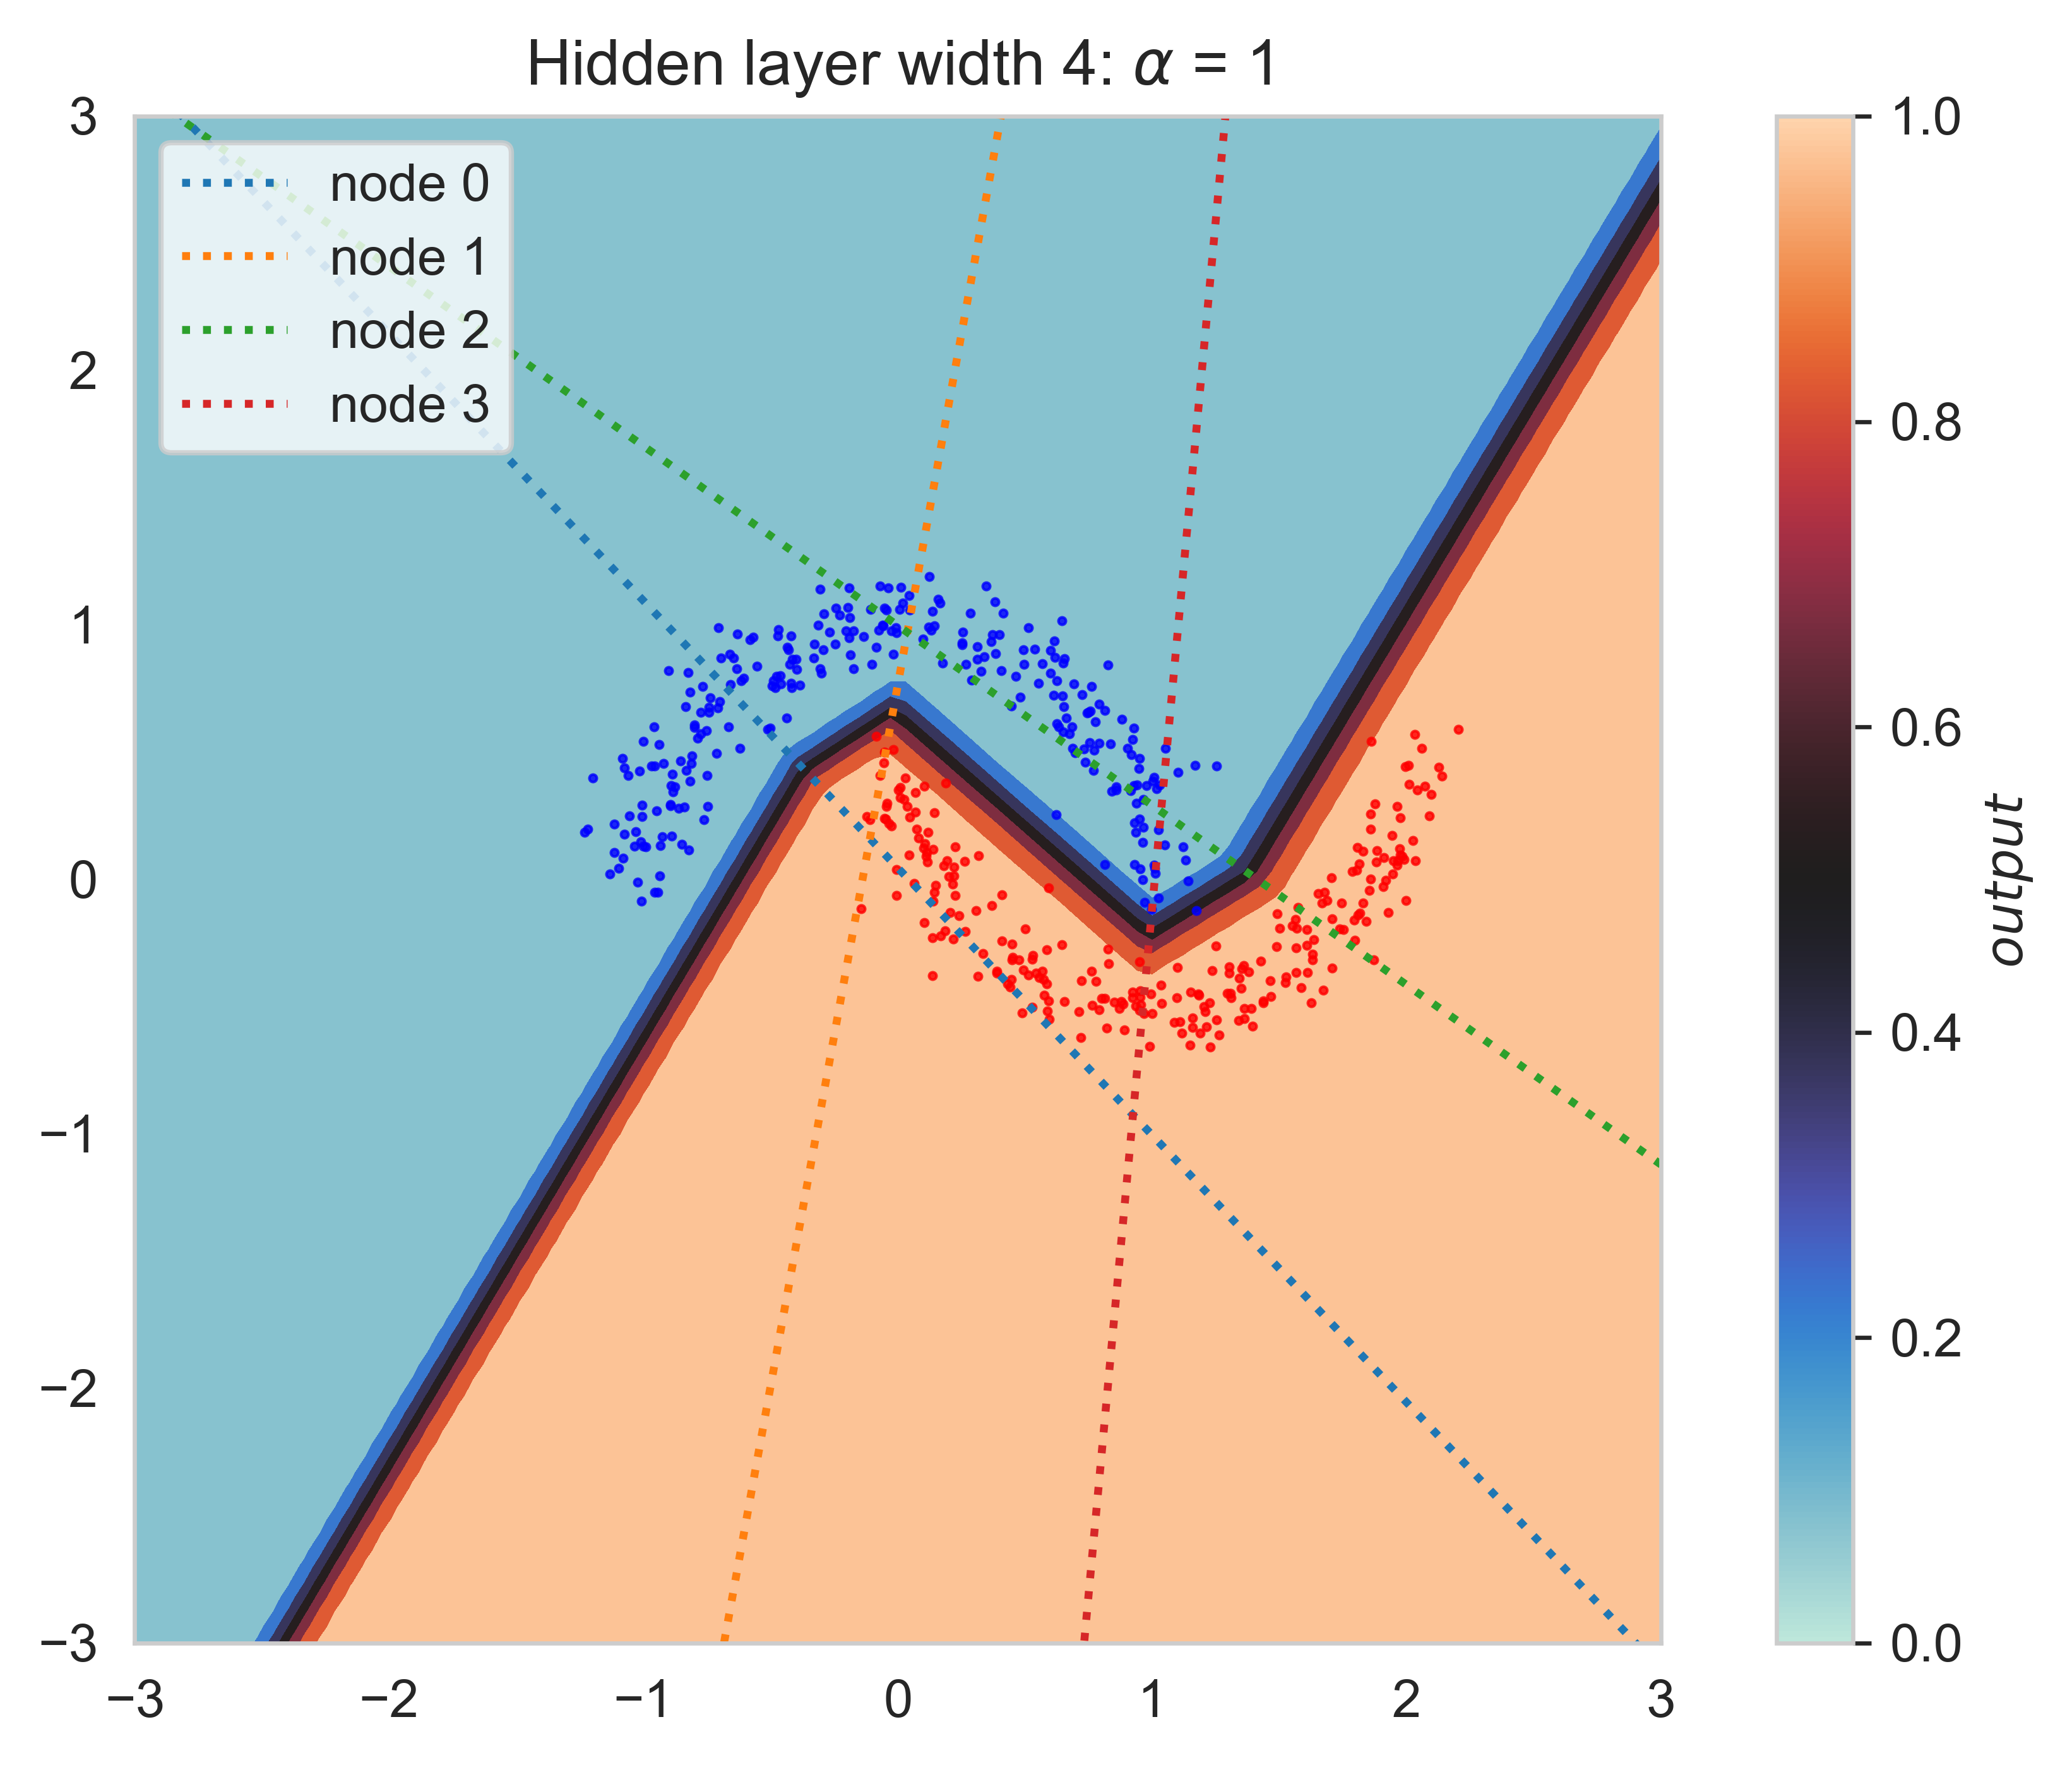 Hidden layer width 4: α = 1
node 0
node 1
node 2
node 3
3
2
1
0
−1
−2
−3
−3 −2 −1 0 1 2 3
1.0
0.8
0.6
0.4
0.2
0.0
output